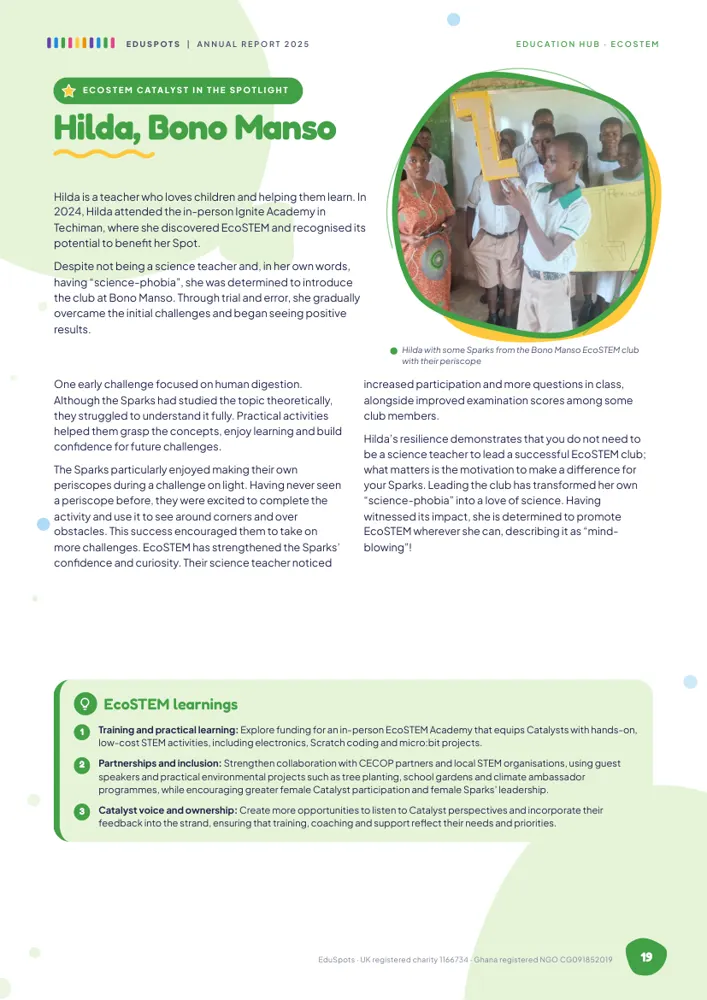 EDUSPOTS | ANNUAL REPORT 2025
EDUCATION HUB · ECOSTEM
ECOSTEM CATALYST IN THE SPOTLIGHT
Hilda, Bono Manso
Hilda is a teacher who loves children and helping them learn. In
2024, Hilda attended the in-person Ignite Academy in
Techiman, where she discovered EcoSTEM and recognised its
potential to benefit her Spot.
Despite not being a science teacher and, in her own words,
having “science-phobia”, she was determined to introduce
the club at Bono Manso. Through trial and error, she gradually
overcame the initial challenges and began seeing positive
results.
Hilda with some Sparks from the Bono Manso EcoSTEM club
with their periscope
One early challenge focused on human digestion.
Although the Sparks had studied the topic theoretically,
they struggled to understand it fully. Practical activities
helped them grasp the concepts, enjoy learning and build
confidence for future challenges.
The Sparks particularly enjoyed making their own
periscopes during a challenge on light. Having never seen
a periscope before, they were excited to complete the
activity and use it to see around corners and over
obstacles. This success encouraged them to take on
more challenges. EcoSTEM has strengthened the Sparks’
confidence and curiosity. Their science teacher noticed
increased participation and more questions in class,
alongside improved examination scores among some
club members.
Hilda’s resilience demonstrates that you do not need to
be a science teacher to lead a successful EcoSTEM club;
what matters is the motivation to make a difference for
your Sparks. Leading the club has transformed her own
“science-phobia” into a love of science. Having
witnessed its impact, she is determined to promote
EcoSTEM wherever she can, describing it as “mind-
blowing”!
EcoSTEM learnings
1 Training and practical learning: Explore funding for an in-person EcoSTEM Academy that equips Catalysts with hands-on,
low-cost STEM activities, including electronics, Scratch coding and micro:bit projects.
2 Partnerships and inclusion: Strengthen collaboration with CECOP partners and local STEM organisations, using guest
speakers and practical environmental projects such as tree planting, school gardens and climate ambassador
programmes, while encouraging greater female Catalyst participation and female Sparks’ leadership.
3 Catalyst voice and ownership: Create more opportunities to listen to Catalyst perspectives and incorporate their
feedback into the strand, ensuring that training, coaching and support reflect their needs and priorities.
EduSpots · UK registered charity 1166734 · Ghana registered NGO CG091852019
19